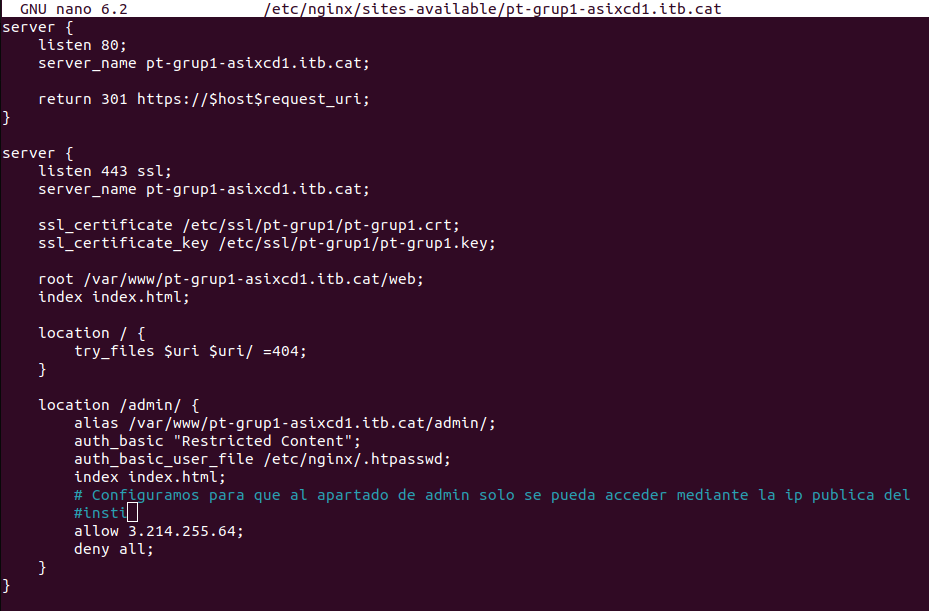 GNU nano 6.2 /etc/nginx/sites-available/pt-grup1-asixcd1.itb.cat
server {
    listen 80;
    server_name pt-grup1-asixcd1.itb.cat;

    return 301 https://$host$request_uri;
}

server {
    listen 443 ssl;
    server_name pt-grup1-asixcd1.itb.cat;

    ssl_certificate /etc/ssl/pt-grup1/pt-grup1.crt;
    ssl_certificate_key /etc/ssl/pt-grup1/pt-grup1.key;

    root /var/www/pt-grup1-asixcd1.itb.cat/web;
    index index.html;

    location / {
        try_files $uri $uri/ =404;
    }

    location /admin/ {
        alias /var/www/pt-grup1-asixcd1.itb.cat/admin/;
        auth_basic "Restricted Content";
        auth_basic_user_file /etc/nginx/.htpasswd;
        index index.html;
        # Configuramos para que al apartado de admin solo se pueda acceder mediante la ip publica del
        #insti
        allow 3.214.255.64;
        deny all;
    }
}